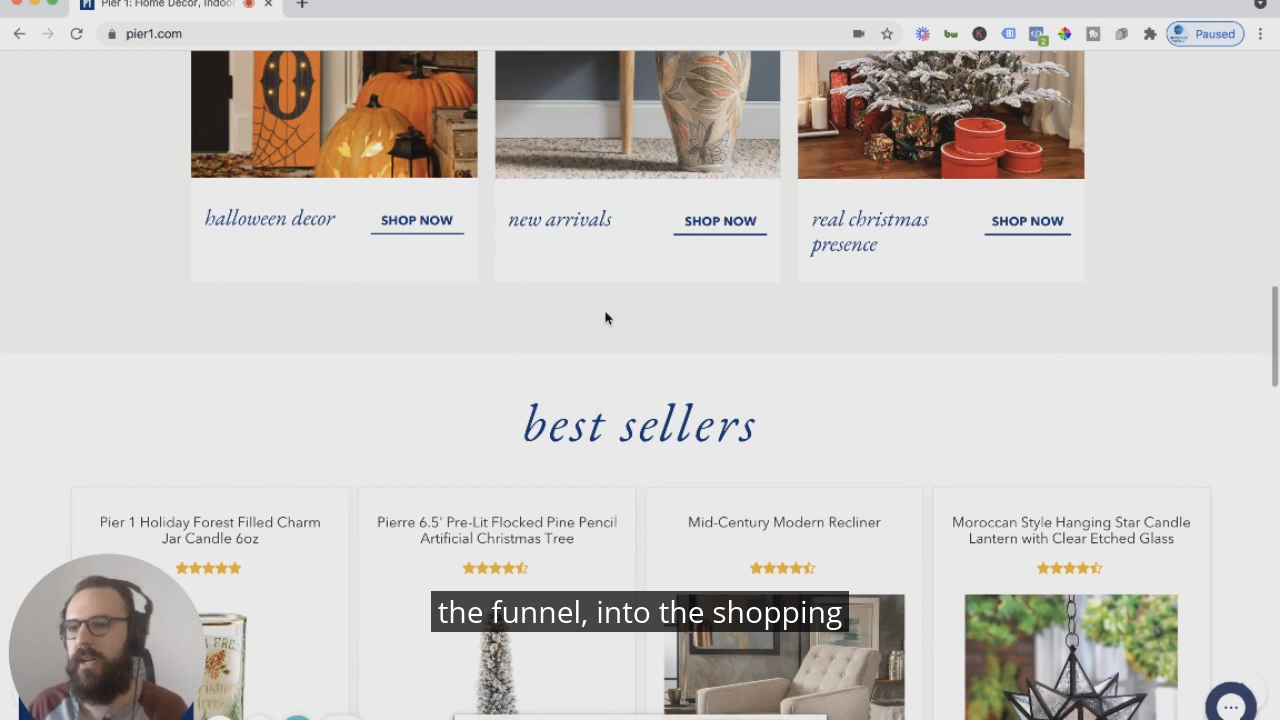 Pier 1: Home Decor, Indoo
pier1.com
2
Paused
halloween decor
SHOP NOW
new arrivals
SHOP NOW
real christmas
presence
SHOP NOW
best sellers
Pier 1 Holiday Forest Filled Charm
Jar Candle 6oz
Pierre 6.5' Pre-Lit Flocked Pine Pencil
Artificial Christmas Tree
Mid-Century Modern Recliner
Moroccan Style Hanging Star Candle
Lantern with Clear Etched Glass
the funnel, into the shopping